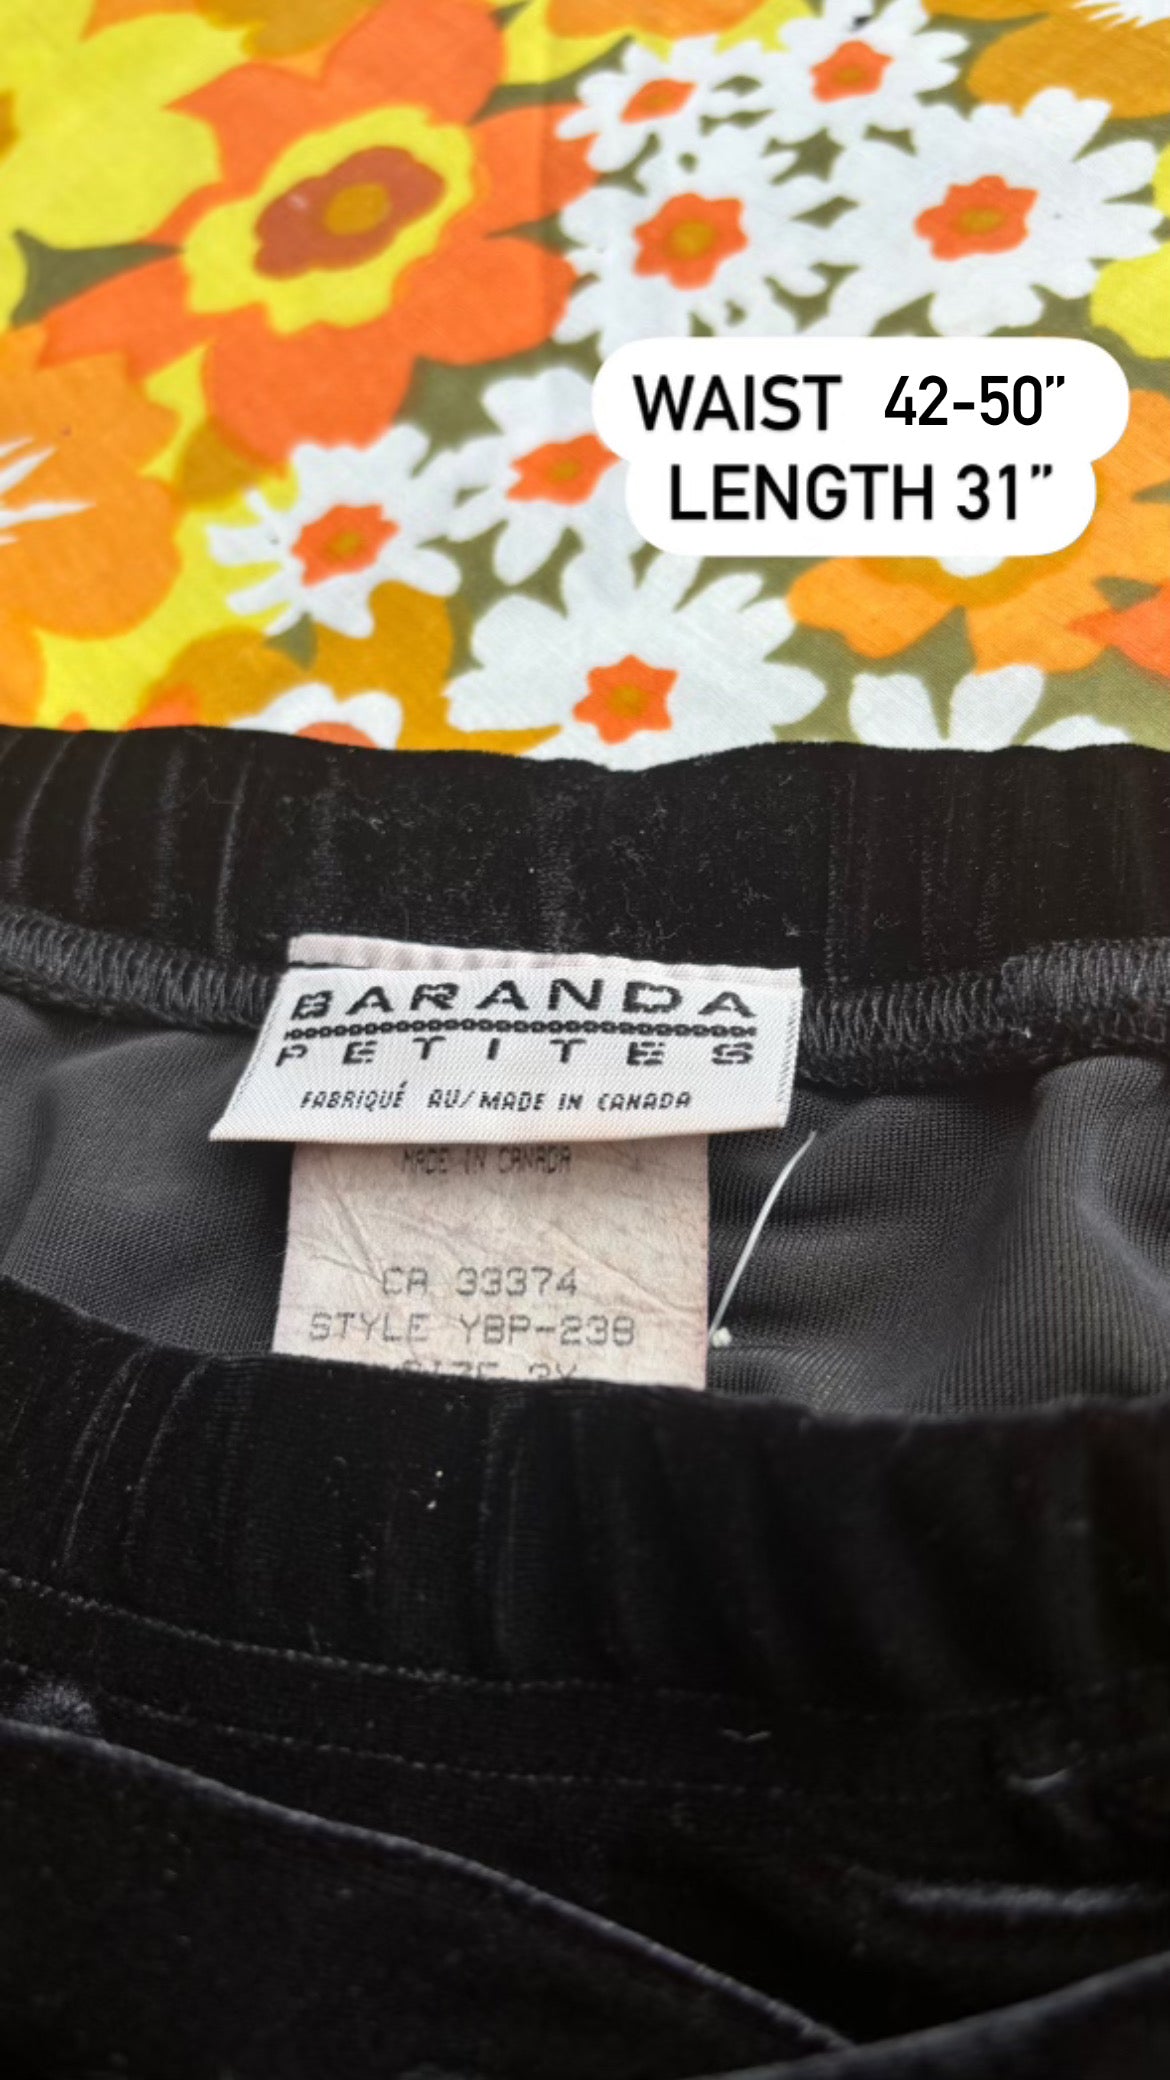 WAIST 42-50”
LENGTH 31”
BARANDA
PETITES
FABRIQUÉ AU/MADE IN CANADA
MADE IN CANADA
CA 33374
STYLE YBP-238
SIZE